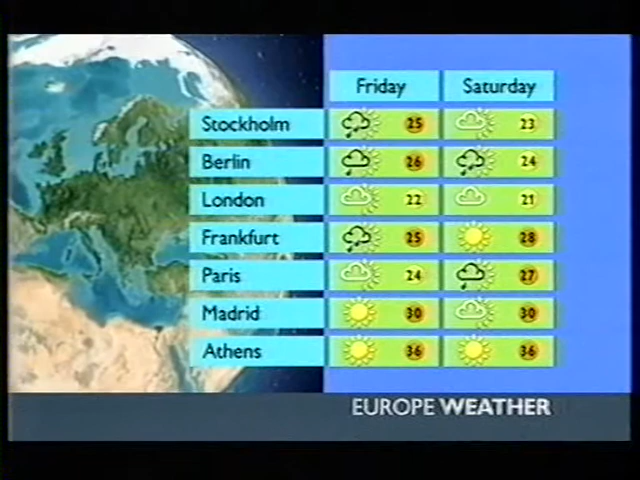 Friday Saturday
Stockholm 25 23
Berlin 26 24
London 22 21
Frankfurt 25 28
Paris 24 27
Madrid 30 30
Athens 36 36
EUROPE WEATHER